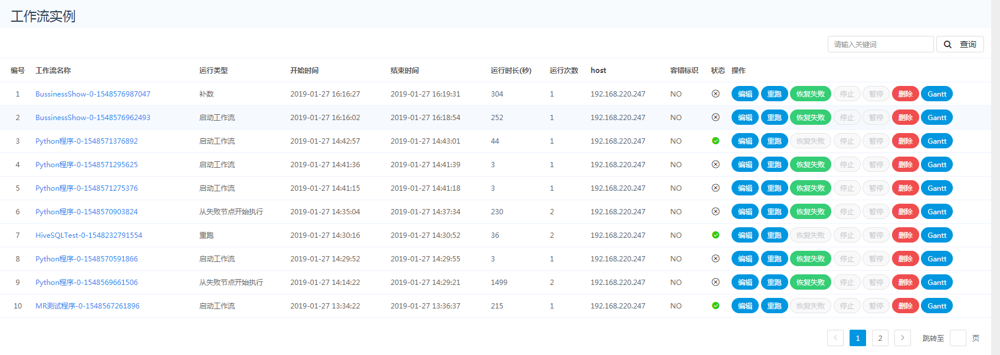 工作流实例
请输入关键词 查询
编号 工作流名称 运行类型 开始时间 结束时间 运行时长(秒) 运行次数 host 容错标识 状态 操作
1 BussinessShow-0-1548576987047 补数 2019-01-27 16:16:27 2019-01-27 16:19:31 304 1 192.168.220.247 NO 编辑 重跑 恢复失败 停止 暂停 删除 Gantt
2 BussinessShow-0-1548576962493 启动工作流 2019-01-27 16:16:02 2019-01-27 16:18:54 252 1 192.168.220.247 NO 编辑 重跑 恢复失败 停止 暂停 删除 Gantt
3 Python程序-0-1548571376892 启动工作流 2019-01-27 14:42:57 2019-01-27 14:43:01 44 1 192.168.220.247 NO 编辑 重跑 恢复失败 停止 暂停 删除 Gantt
4 Python程序-0-1548571295625 启动工作流 2019-01-27 14:41:36 2019-01-27 14:41:39 3 1 192.168.220.247 NO 编辑 重跑 恢复失败 停止 暂停 删除 Gantt
5 Python程序-0-1548571275376 启动工作流 2019-01-27 14:41:15 2019-01-27 14:41:18 3 1 192.168.220.247 NO 编辑 重跑 恢复失败 停止 暂停 删除 Gantt
6 Python程序-0-1548570903824 从失败节点开始执行 2019-01-27 14:35:04 2019-01-27 14:37:34 230 2 192.168.220.247 NO 编辑 重跑 恢复失败 停止 暂停 删除 Gantt
7 HiveSQLTest-0-1548232791554 重跑 2019-01-27 14:30:16 2019-01-27 14:30:52 36 2 192.168.220.247 NO 编辑 重跑 恢复失败 停止 暂停 删除 Gantt
8 Python程序-0-1548570591866 启动工作流 2019-01-27 14:29:52 2019-01-27 14:29:55 3 1 192.168.220.247 NO 编辑 重跑 恢复失败 停止 暂停 删除 Gantt
9 Python程序-0-1548569661506 从失败节点开始执行 2019-01-27 14:14:22 2019-01-27 14:29:21 1499 2 192.168.220.247 NO 编辑 重跑 恢复失败 停止 暂停 删除 Gantt
10 MR测试程序-0-1548567261896 启动工作流 2019-01-27 13:34:22 2019-01-27 13:36:37 215 1 192.168.220.247 NO 编辑 重跑 恢复失败 停止 暂停 删除 Gantt
1 2 跳转至 页